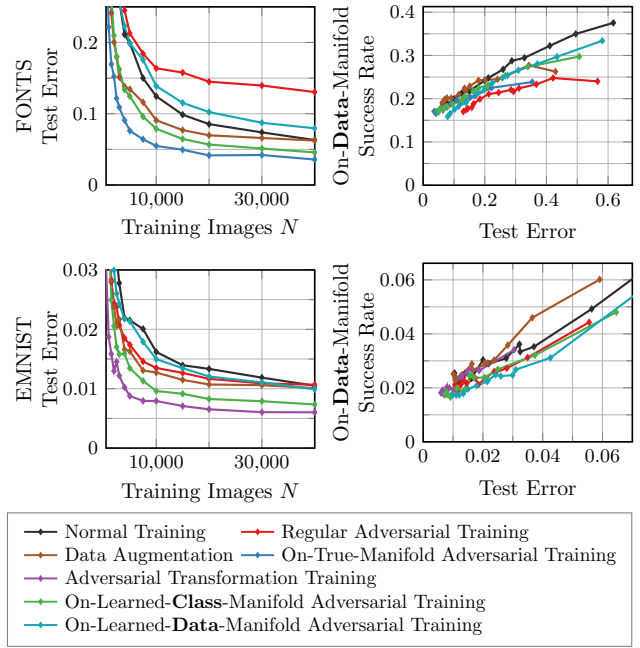 FONTS
Test Error
0.2
0.1
0
10,000
30,000
Training Images N
On-Data-Manifold
Success Rate
0.4
0.3
0.2
0.1
0
0
0.2
0.4
0.6
Test Error
EMNIST
Test Error
0.03
0.02
0.01
0
10,000
30,000
Training Images N
On-Data-Manifold
Success Rate
0.06
0.04
0.02
0
0
0.02
0.04
0.06
Test Error
Normal Training
Regular Adversarial Training
Data Augmentation
On-True-Manifold Adversarial Training
Adversarial Transformation Training
On-Learned-Class-Manifold Adversarial Training
On-Learned-Data-Manifold Adversarial Training